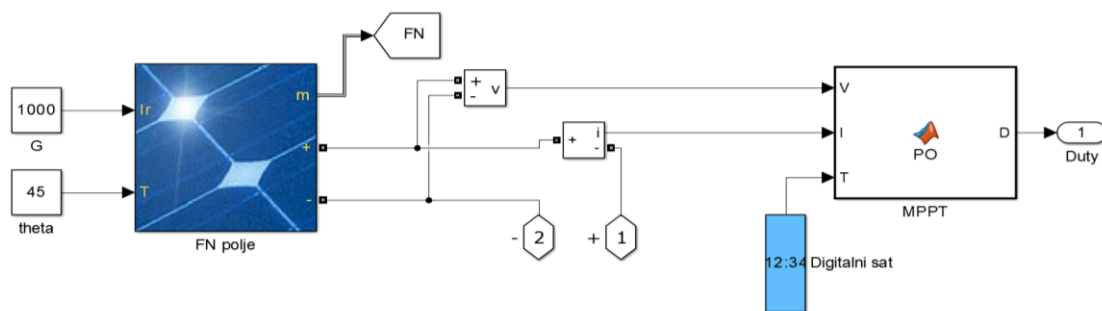 1000
G
45
theta
Ir
T
m
+
-
FN polje
FN
+
-
v
+
i
-
- 2
+ 1
V
I
T
PO
D
MPPT
12:34 Digitalni sat
1
Duty